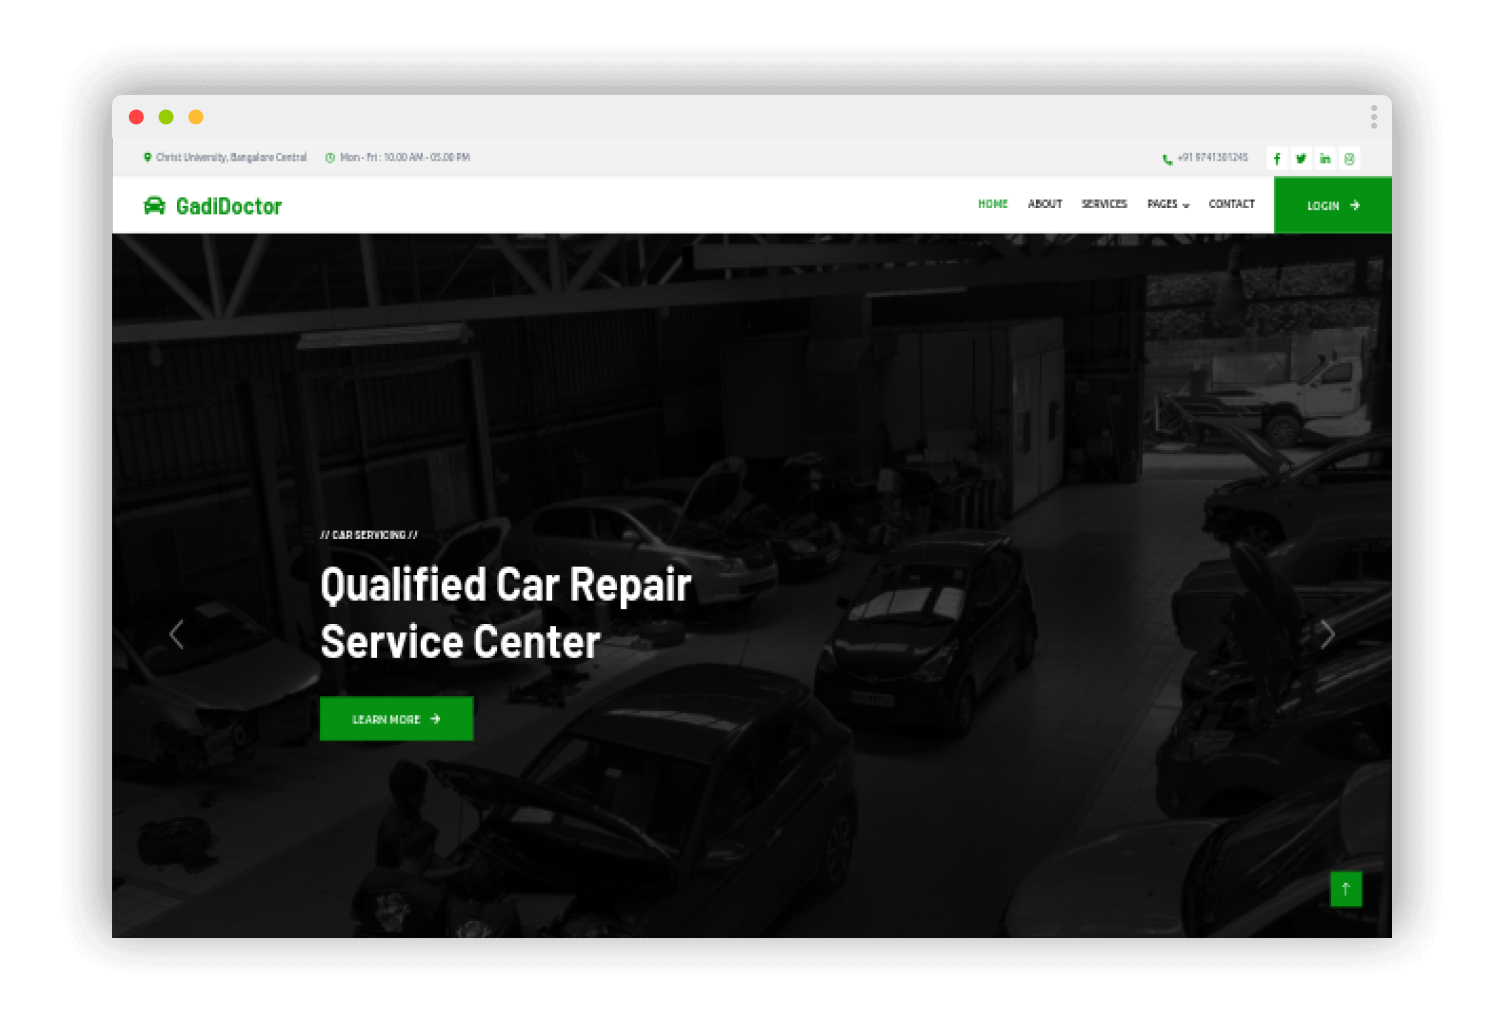 Christ University, Bangalore Central
Mon - Fri : 10.00 AM - 05.00 PM
+91 9741301245
GadiDoctor
HOME
ABOUT
SERVICES
PAGES
CONTACT
LOGIN
// CAR SERVICING //
Qualified Car Repair
Service Center
LEARN MORE